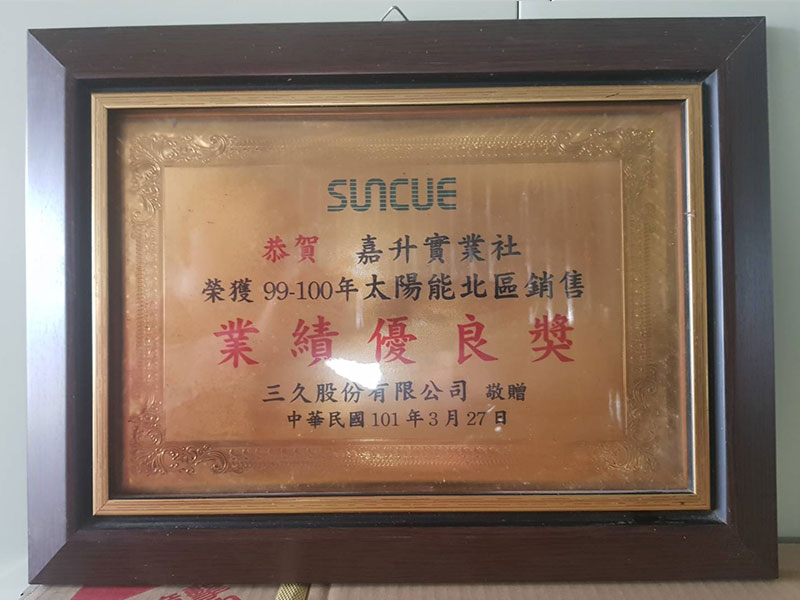 SUNCUE
恭賀 嘉升實業社
榮獲 99-100年太陽能北區銷售
業績優良獎
三久股份有限公司 敬贈
中華民國 101 年 3 月 27 日